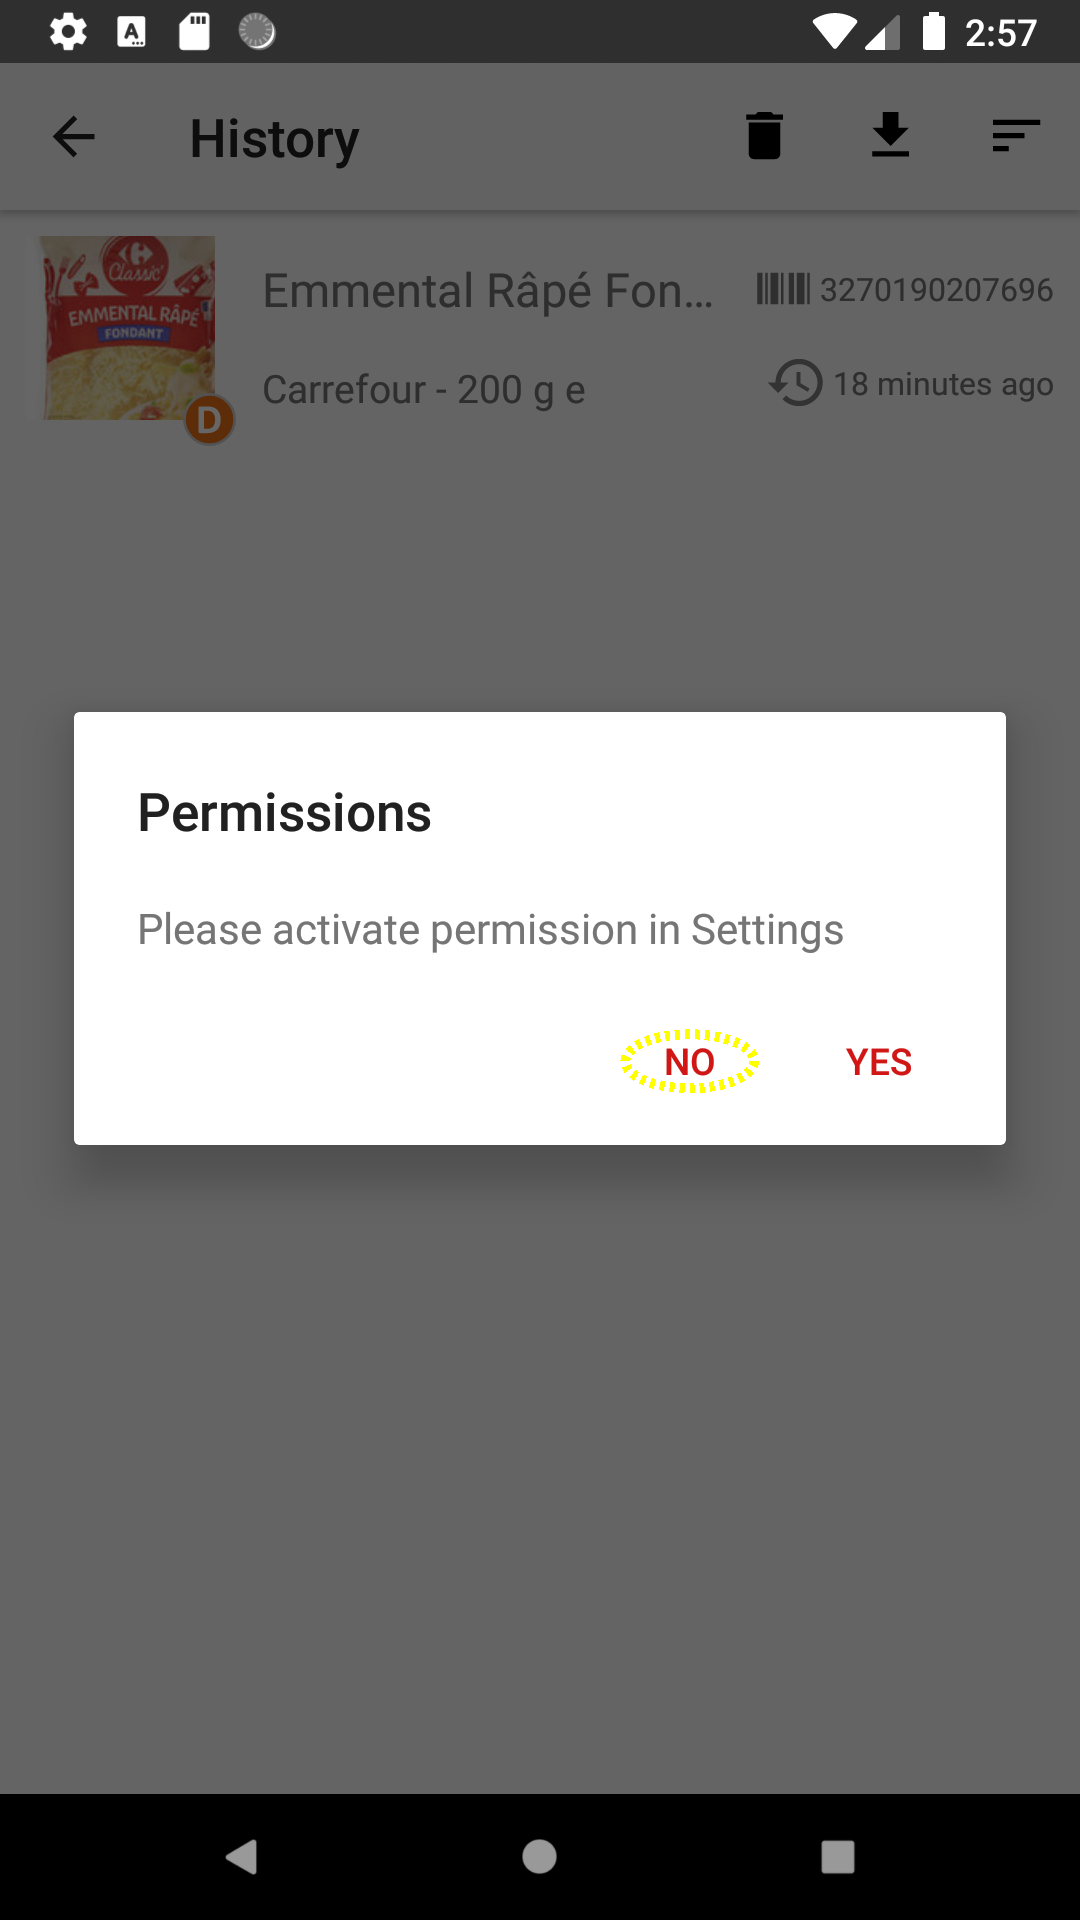 2:57
History
Classic'
EMMENTAL RÂPÉ
FONDANT
D
Emmental Râpé Fon...
3270190207696
Carrefour - 200 g e
18 minutes ago
Permissions
Please activate permission in Settings
NO
YES